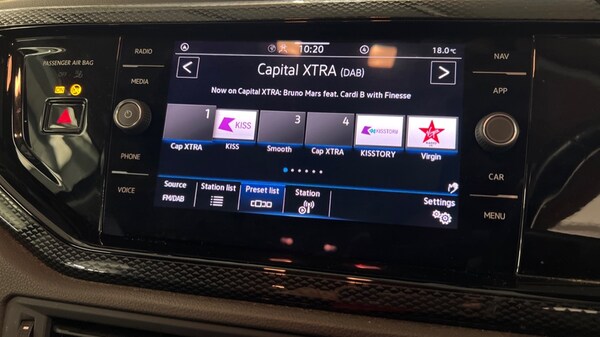 PASSENGER AIR BAG
RADIO
MEDIA
PHONE
VOICE
10:20
18.0°C
Capital XTRA (DAB)
Now on Capital XTRA: Bruno Mars feat. Cardi B with Finesse
1
KISS
3
4
KISSTORY
Virgin
Cap XTRA
KISS
Smooth
Cap XTRA
KISSTORY
Virgin
Source
FM/DAB
Station list
Preset list
Station
Settings
NAV
APP
CAR
MENU